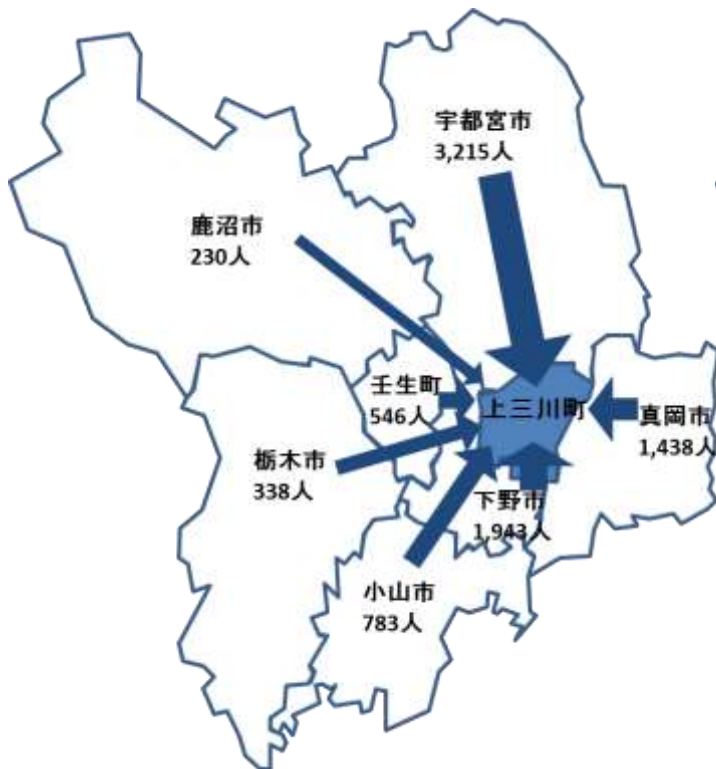 宇都宮市
3,215人
鹿沼市
230人
壬生町
546人
上三川町
真岡市
1,438人
栃木市
338人
下野市
1,943人
小山市
783人